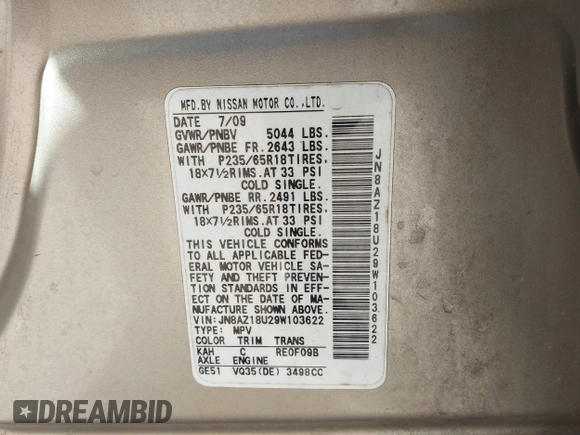 MFD.BY NISSAN MOTOR CO.,LTD.
DATE 7/09
GVWR/PNBV 5044 LBS.
GAWR/PNBE FR. 2643 LBS.
WITH P235/65R18TIRES,
18×7½RIMS.AT 33 PSI
COLD SINGLE.
GAWR/PNBE RR. 2491 LBS.
WITH P235/65R18TIRES,
18×7½RIMS.AT 33 PSI
COLD SINGLE.
THIS VEHICLE CONFORMS
TO ALL APPLICABLE FED-
ERAL MOTOR VEHICLE SA-
FETY AND THEFT PREVEN-
TION STANDARDS IN EFF-
ECT ON THE DATE OF MA-
NUFACTURE SHOWN ABOVE.
VIN:JN8AZ18U29W103622
TYPE: MPV
COLOR TRIM TRANS
KAH C RE0F09B
AXLE ENGINE
GE51 VQ35(DE) 3498CC
JN8AZ18U29W103622
DREAMBID